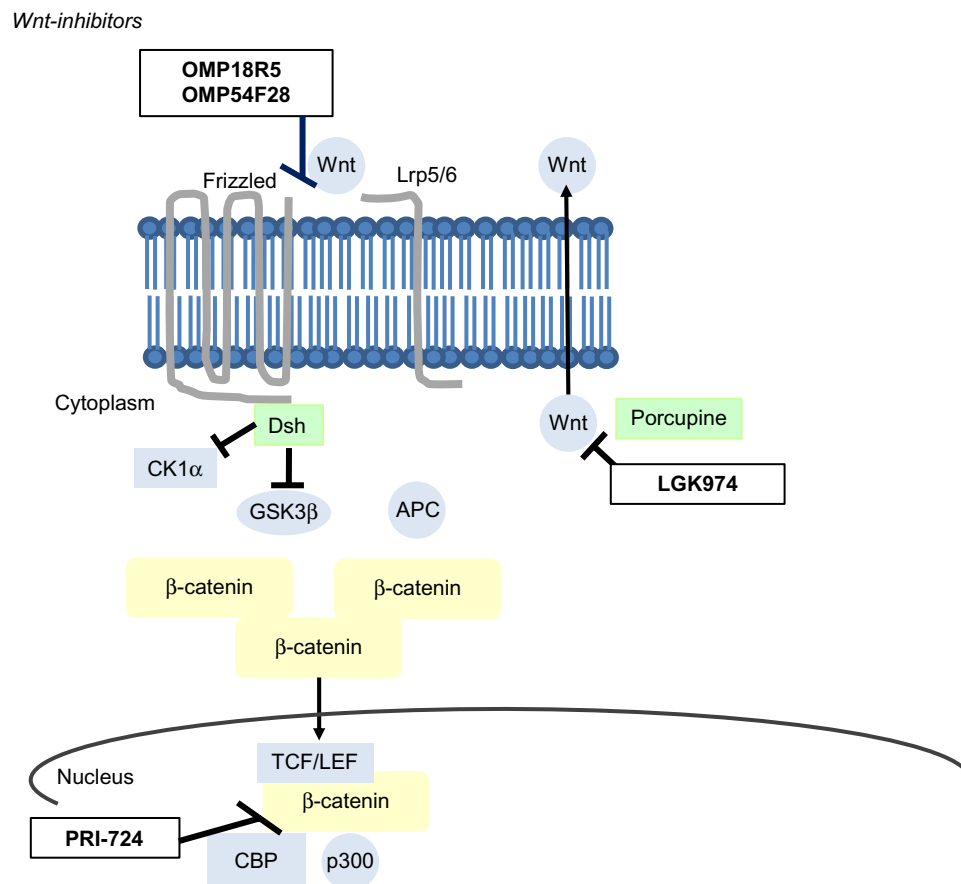 Wnt-inhibitors
OMP18R5
OMP54F28
Wnt
Wnt
Frizzled
Lrp5/6
Cytoplasm
Dsh
Wnt
Porcupine
CK1α
LGK974
GSK3β
APC
β-catenin
β-catenin
β-catenin
TCF/LEF
Nucleus
β-catenin
PRI-724
CBP
p300